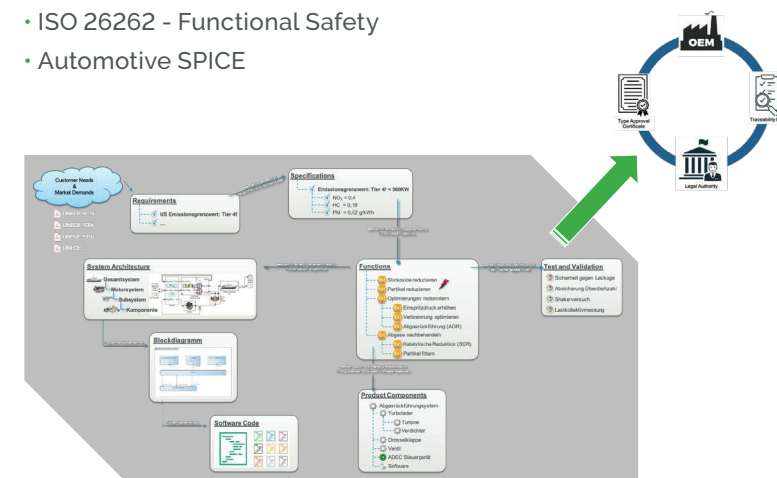 • ISO 26262 - Functional Safety
• Automotive SPICE
OEM
Type Approval
Certificate
Traceability
Legal Authority
Customer Needs
&
Market Demands
Requirements
US Emissionsgrenzwert: Tier 4f
...
Specifications
Emissionsgrenzwert: Tier 4f < 560KW
= 0,4
HC = 0,19
PM = 0,02 g/kWh
System Architecture
Gesamtsystem
Motorsystem
Subsystem
Komponente
Functions
Stickoxide reduzieren
Partikel reduzieren
Optimierungen motorintern
Einspritzdruck erhöhen
Verbrennung optimieren
Abgasrückführung (AGR)
Abgase nachbehandeln
Katalytische Reduktion (SCR)
Partikel filtern
Test and Validation
Sicherheit gegen Leckage
Absicherung Überdrehzahl
Shakerversuch
Lastkollektivmessung
Blockdiagramm
Software Code
Product Components
Abgasrückführungsystem
Turbolader
Turbine
Verdichter
Drosselklappe
Ventil
ADEC Steuergerät
Software